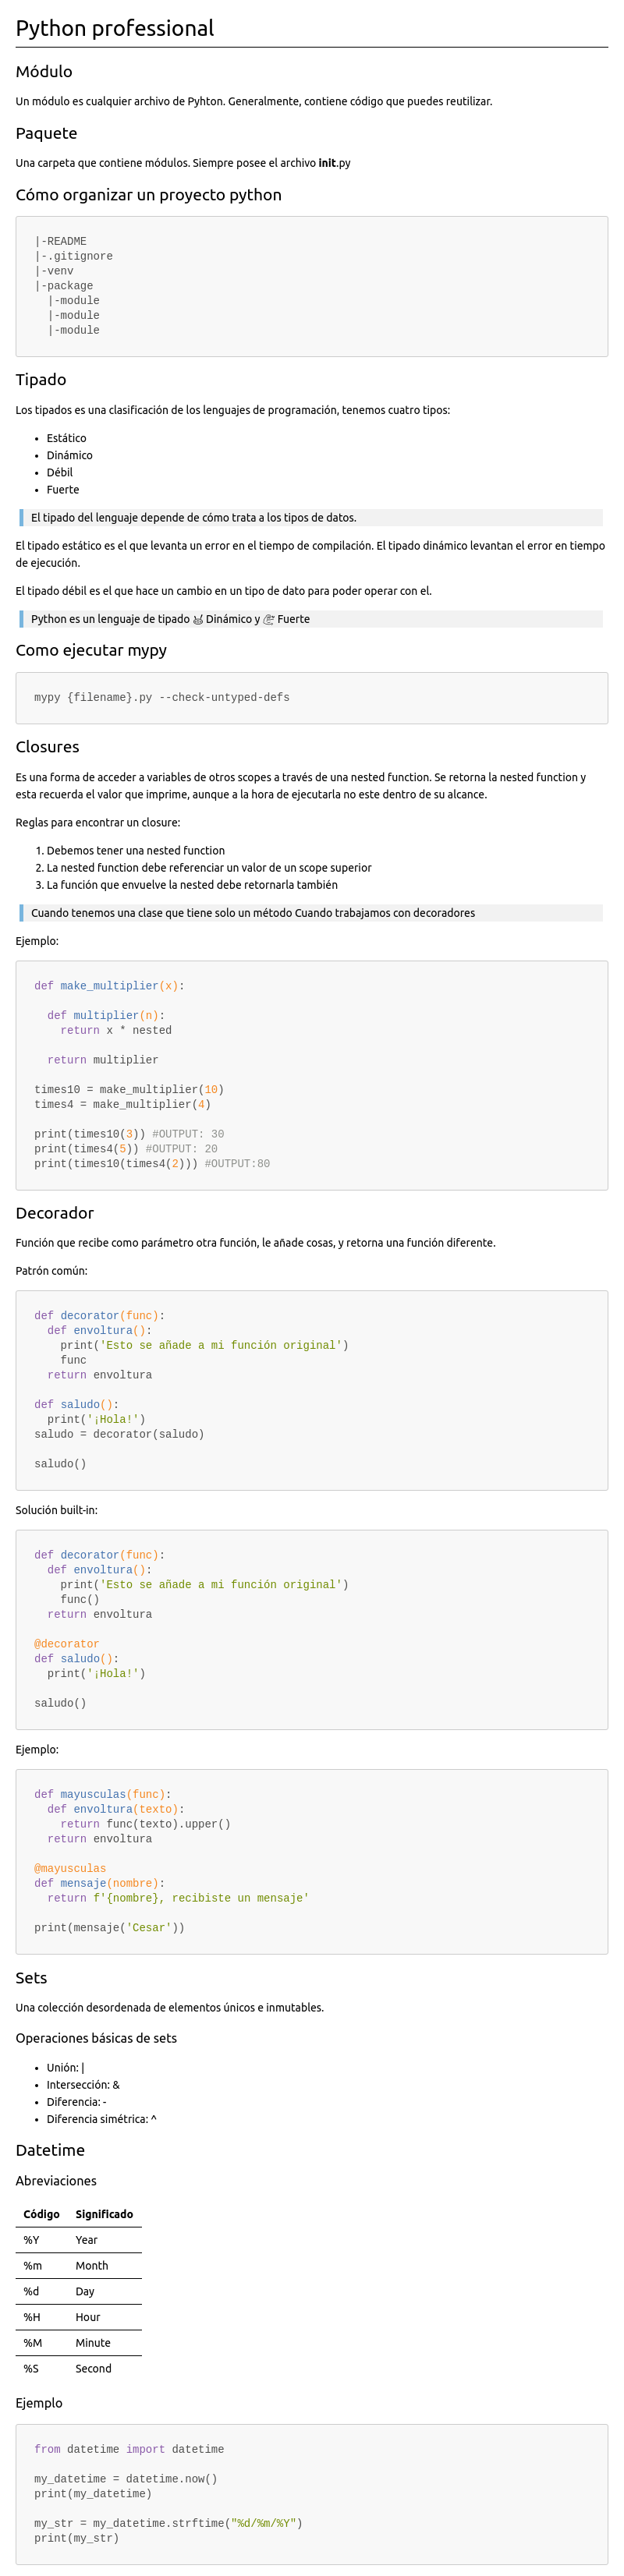 Python professional
Módulo
Un módulo es cualquier archivo de Pyhton. Generalmente, contiene código que puedes reutilizar.
Paquete
Una carpeta que contiene módulos. Siempre posee el archivo init.py
Cómo organizar un proyecto python
|-README
|-.gitignore
|-venv
|-package
  |-module
  |-module
  |-module
Tipado
Los tipados es una clasificación de los lenguajes de programación, tenemos cuatro tipos:
• Estático
• Dinámico
• Débil
• Fuerte
El tipado del lenguaje depende de cómo trata a los tipos de datos.
El tipado estático es el que levanta un error en el tiempo de compilación. El tipado dinámico levantan el error en tiempo
de ejecución.
El tipado débil es el que hace un cambio en un tipo de dato para poder operar con el.
Python es un lenguaje de tipado Dinámico y Fuerte
Como ejecutar mypy
mypy {filename}.py --check-untyped-defs
Closures
Es una forma de acceder a variables de otros scopes a través de una nested function. Se retorna la nested function y
esta recuerda el valor que imprime, aunque a la hora de ejecutarla no este dentro de su alcance.
Reglas para encontrar un closure:
1. Debemos tener una nested function
2. La nested function debe referenciar un valor de un scope superior
3. La función que envuelve la nested debe retornarla también
Cuando tenemos una clase que tiene solo un método Cuando trabajamos con decoradores
Ejemplo:
def make_multiplier(x):
  def multiplier(n):
    return x * nested
  return multiplier
times10 = make_multiplier(10)
times4 = make_multiplier(4)
print(times10(3)) #OUTPUT: 30
print(times4(5)) #OUTPUT: 20
print(times10(times4(2))) #OUTPUT:80
Decorador
Función que recibe como parámetro otra función, le añade cosas, y retorna una función diferente.
Patrón común:
def decorator(func):
  def envoltura():
    print('Esto se añade a mi función original')
    func
  return envoltura
def saludo():
  print('¡Hola!')
saludo = decorator(saludo)
saludo()
Solución built-in:
def decorator(func):
  def envoltura():
    print('Esto se añade a mi función original')
    func()
  return envoltura
@decorator
def saludo():
  print('¡Hola!')
saludo()
Ejemplo:
def mayusculas(func):
  def envoltura(texto):
    return func(texto).upper()
  return envoltura
@mayusculas
def mensaje(nombre):
  return f'{nombre}, recibiste un mensaje'
print(mensaje('Cesar'))
Sets
Una colección desordenada de elementos únicos e inmutables.
Operaciones básicas de sets
• Unión: |
• Intersección: &
• Diferencia: -
• Diferencia simétrica: ^
Datetime
Abreviaciones
Código Significado
%Y Year
%m Month
%d Day
%H Hour
%M Minute
%S Second
Ejemplo
from datetime import datetime
my_datetime = datetime.now()
print(my_datetime)
my_str = my_datetime.strftime("%d/%m/%Y")
print(my_str)